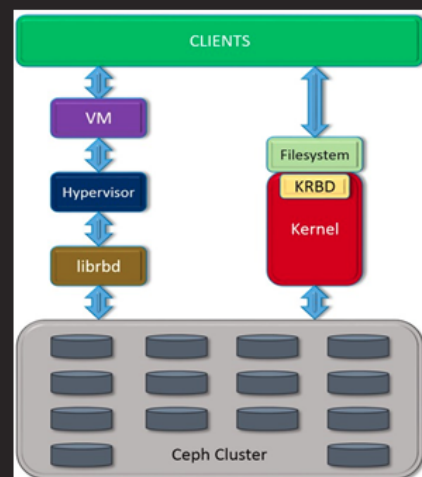 CLIENTS
VM
Filesystem
Hypervisor
KRBD
Kernel
librbd
Ceph Cluster